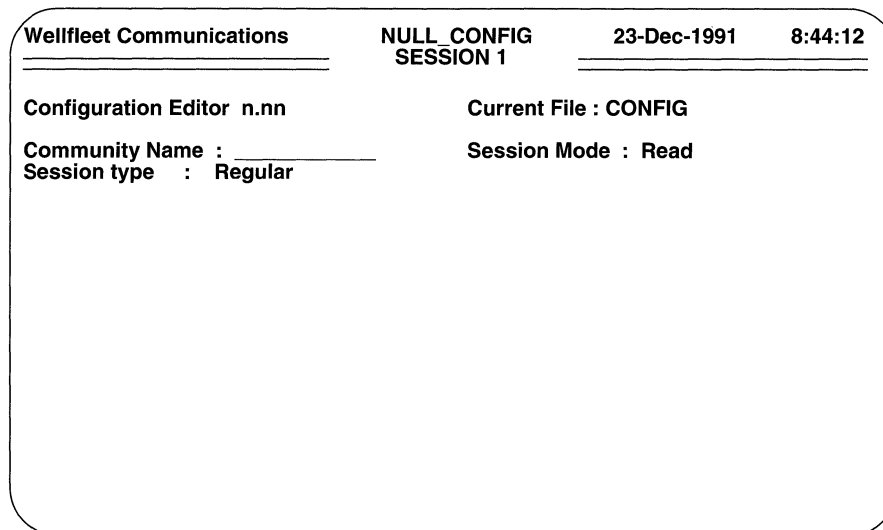 Wellfleet Communications NULL_CONFIG 23-Dec-1991 8:44:12
SESSION 1
Configuration Editor n.nn Current File : CONFIG
Community Name : ____________ Session Mode : Read
Session type : Regular